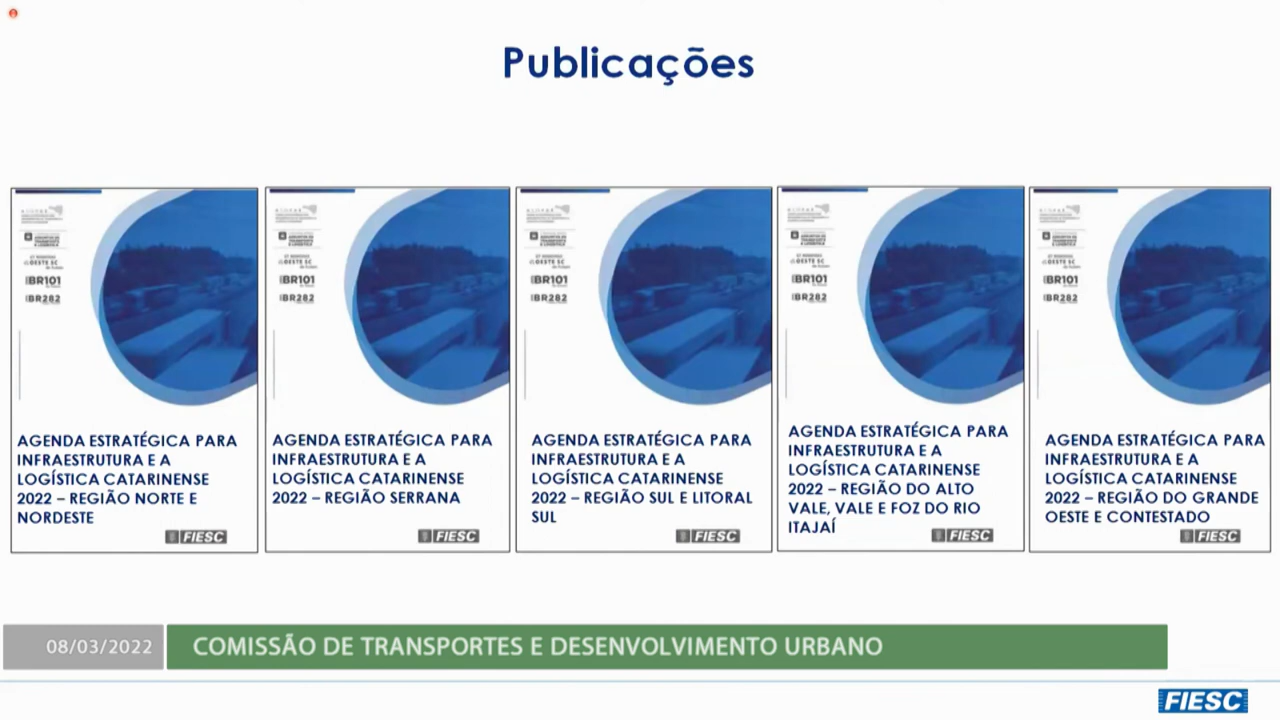 Publicações
BR101
BR282
AGENDA ESTRATÉGICA PARA
INFRAESTRUTURA E A
LOGÍSTICA CATARINENSE
2022 – REGIÃO NORTE E
NORDESTE
FIESC
BR101
BR282
AGENDA ESTRATÉGICA PARA
INFRAESTRUTURA E A
LOGÍSTICA CATARINENSE
2022 – REGIÃO SERRANA
FIESC
BR101
BR282
AGENDA ESTRATÉGICA PARA
INFRAESTRUTURA E A
LOGÍSTICA CATARINENSE
2022 – REGIÃO SUL E LITORAL
SUL
FIESC
BR101
BR282
AGENDA ESTRATÉGICA PARA
INFRAESTRUTURA E A
LOGÍSTICA CATARINENSE
2022 – REGIÃO DO ALTO
VALE, VALE E FOZ DO RIO
ITAJAÍ
FIESC
BR101
BR282
AGENDA ESTRATÉGICA PARA
INFRAESTRUTURA E A
LOGÍSTICA CATARINENSE
2022 – REGIÃO DO GRANDE
OESTE E CONTESTADO
FIESC
08/03/2022
COMISSÃO DE TRANSPORTES E DESENVOLVIMENTO URBANO
FIESC